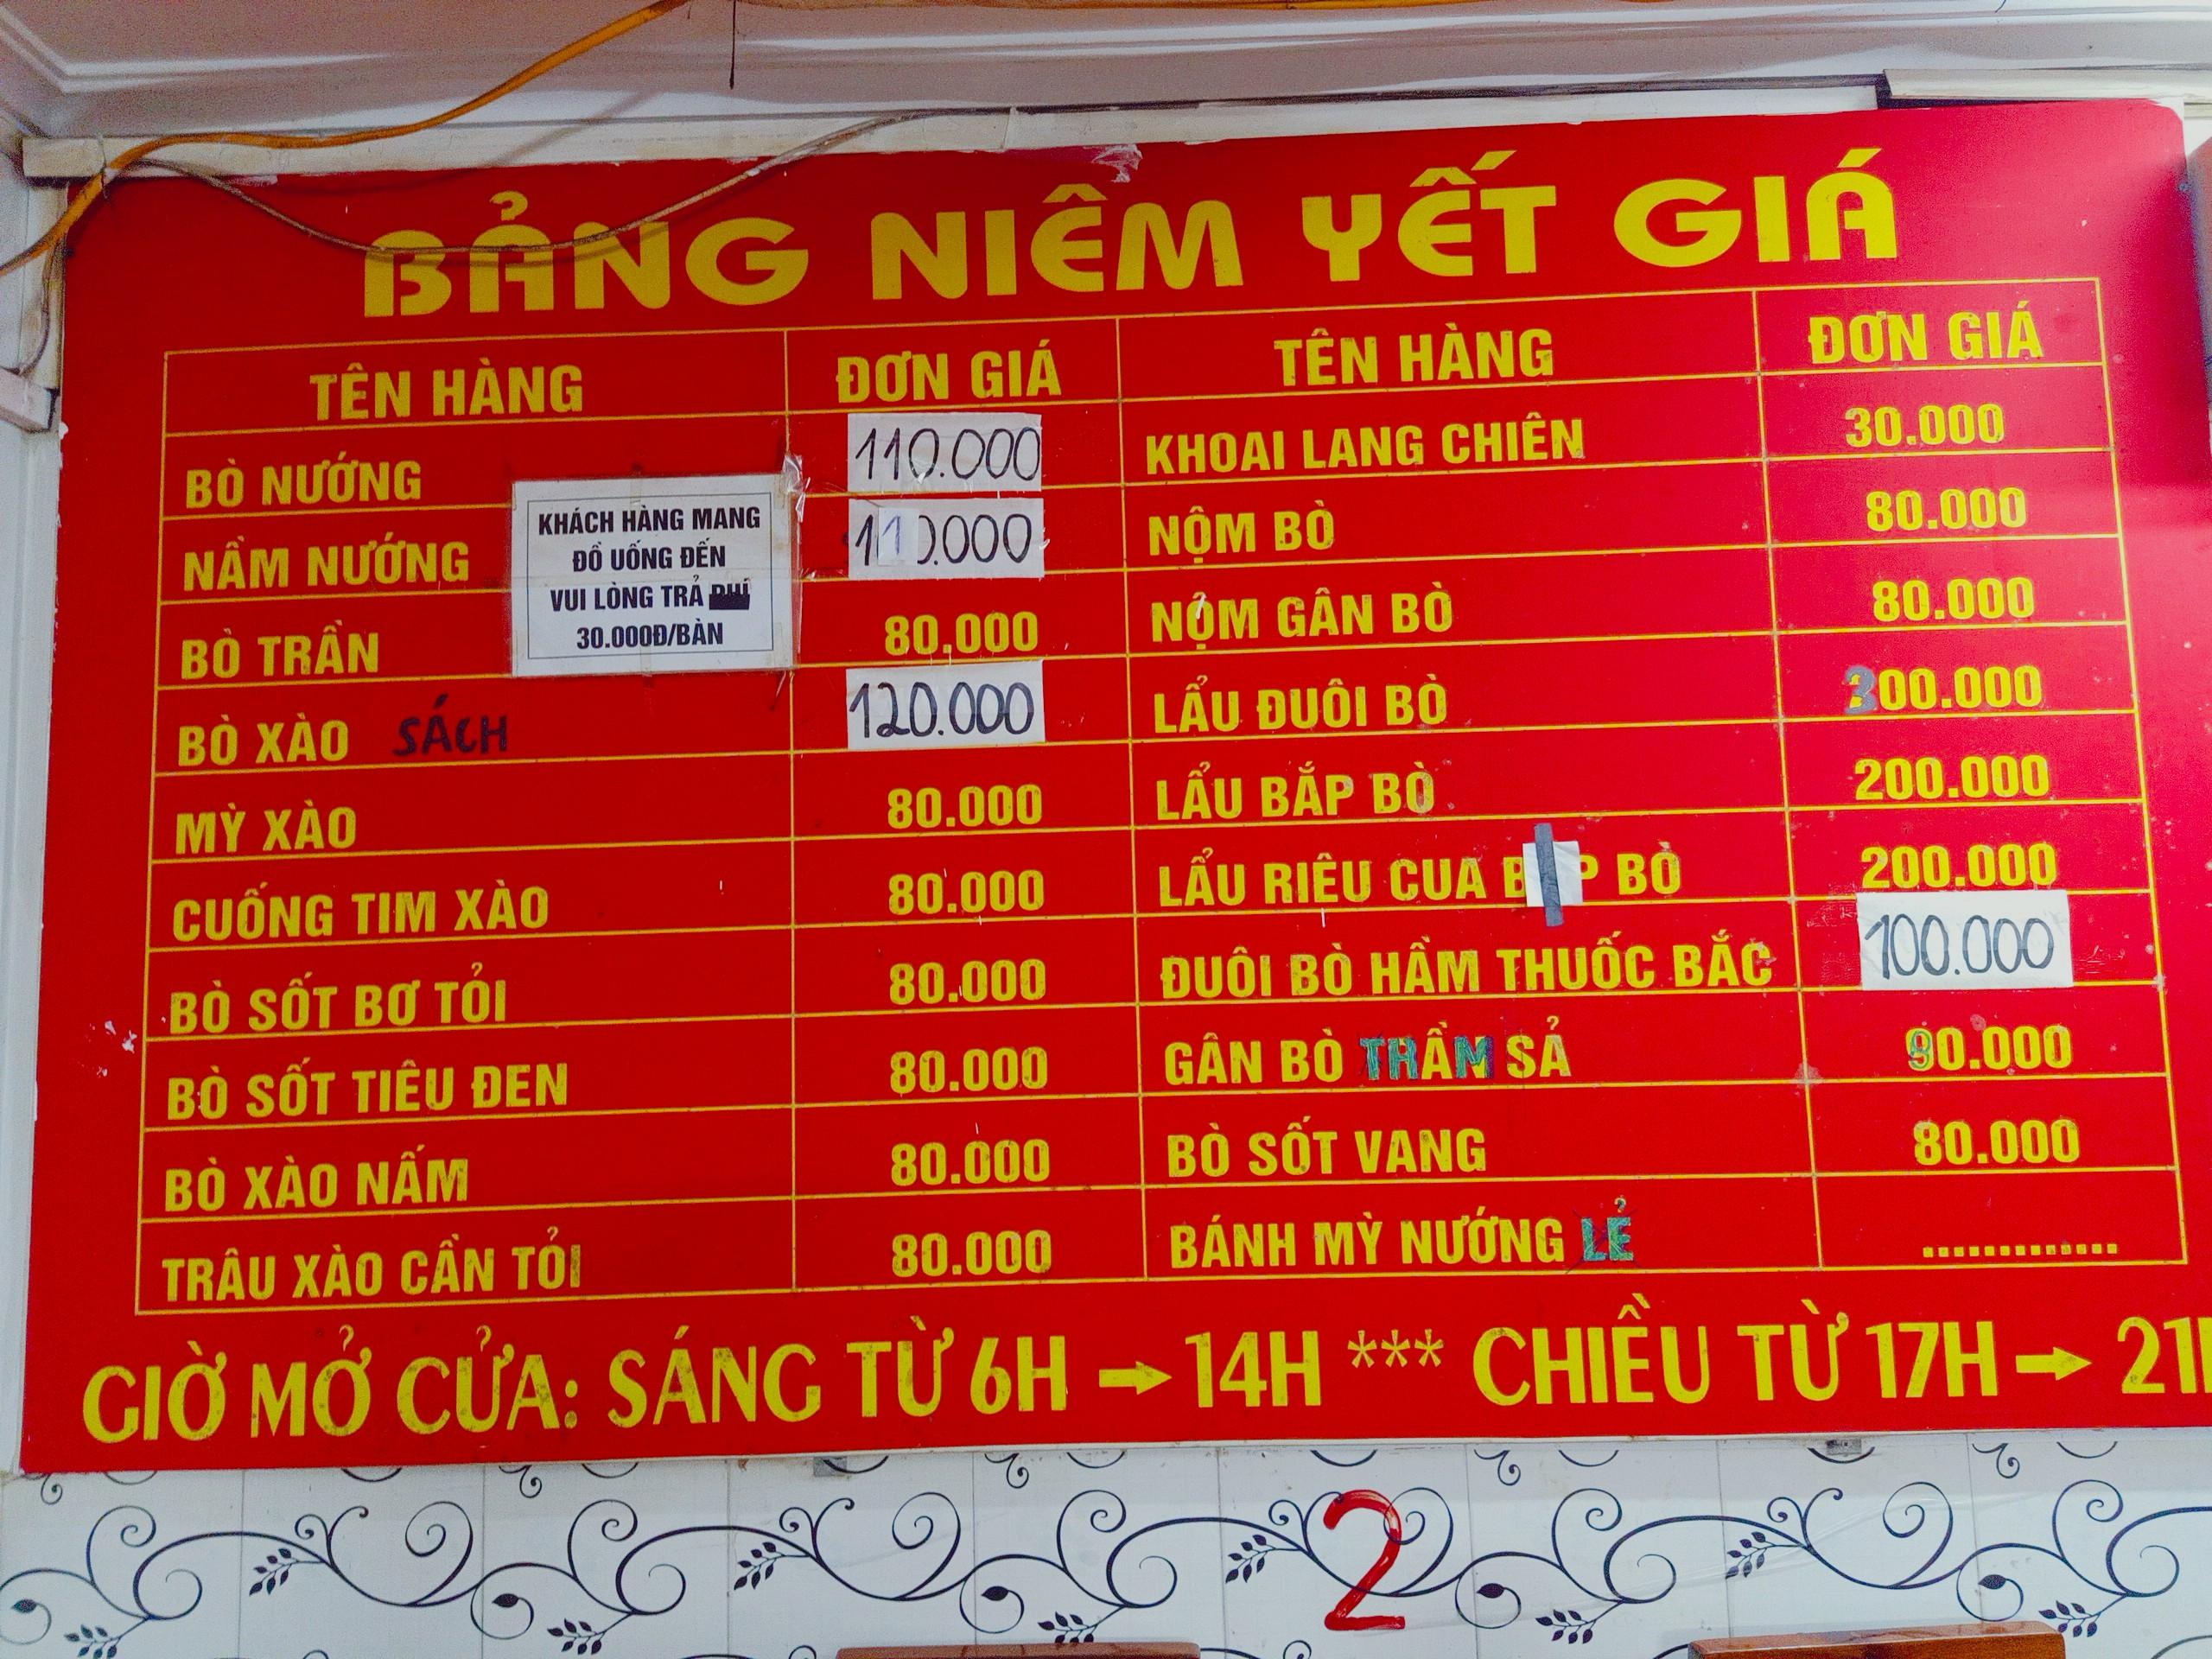 BẢNG NIÊM YẾT GIÁ
TÊN HÀNG ĐƠN GIÁ TÊN HÀNG ĐƠN GIÁ
BÒ NƯỚNG 110.000 KHOAI LANG CHIÊN 30.000
NẦM NƯỚNG 110.000 NỘM BÒ 80.000
BÒ TRẦN 80.000 NỘM GÂN BÒ 80.000
BÒ XÀO SÁCH 120.000 LẨU ĐUÔI BÒ 300.000
MỲ XÀO 80.000 LẨU BẮP BÒ 200.000
CUỐNG TIM XÀO 80.000 LẨU RIÊU CUA BÒ 200.000
BÒ SỐT BƠ TỎI 80.000 ĐUÔI BÒ HẦM THUỐC BẮC 100.000
BÒ SỐT TIÊU ĐEN 80.000 GÂN BÒ TRẦM SẢ 90.000
BÒ XÀO NẤM 80.000 BÒ SỐT VANG 80.000
TRÂU XÀO CẦN TỎI 80.000 BÁNH MỲ NƯỚNG LẺ .............
KHÁCH HÀNG MANG
ĐỒ UỐNG ĐẾN
VUI LÒNG TRẢ
30.000Đ/BÀN
GIỜ MỞ CỬA: SÁNG TỪ 6H → 14H *** CHIỀU TỪ 17H → 21H
2